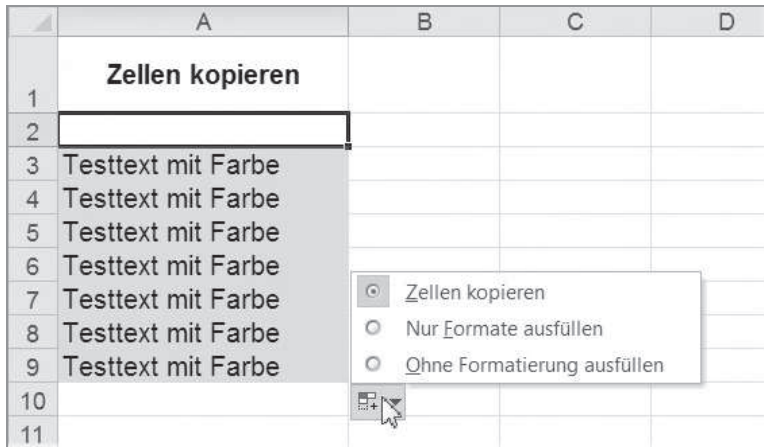 A B C D
1 Zellen kopieren
2
3 Testtext mit Farbe
4 Testtext mit Farbe
5 Testtext mit Farbe
6 Testtext mit Farbe
7 Testtext mit Farbe
8 Testtext mit Farbe
9 Testtext mit Farbe
10
11
Zellen kopieren
Nur Formate ausfüllen
Ohne Formatierung ausfüllen